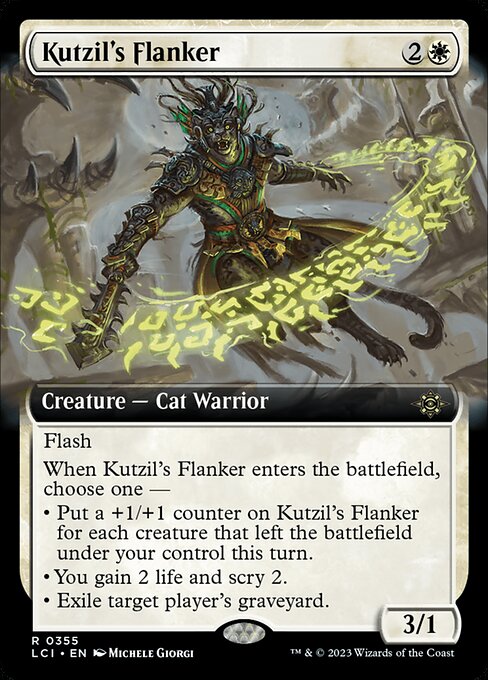 Kutzil's Flanker 2
Creature — Cat Warrior
Flash
When Kutzil's Flanker enters the battlefield,
choose one —
• Put a +1/+1 counter on Kutzil's Flanker
for each creature that left the battlefield
under your control this turn.
• You gain 2 life and scry 2.
• Exile target player's graveyard.
3/1
R 0355
LCI • EN Michele Giorgi
™ & © 2023 Wizards of the Coast